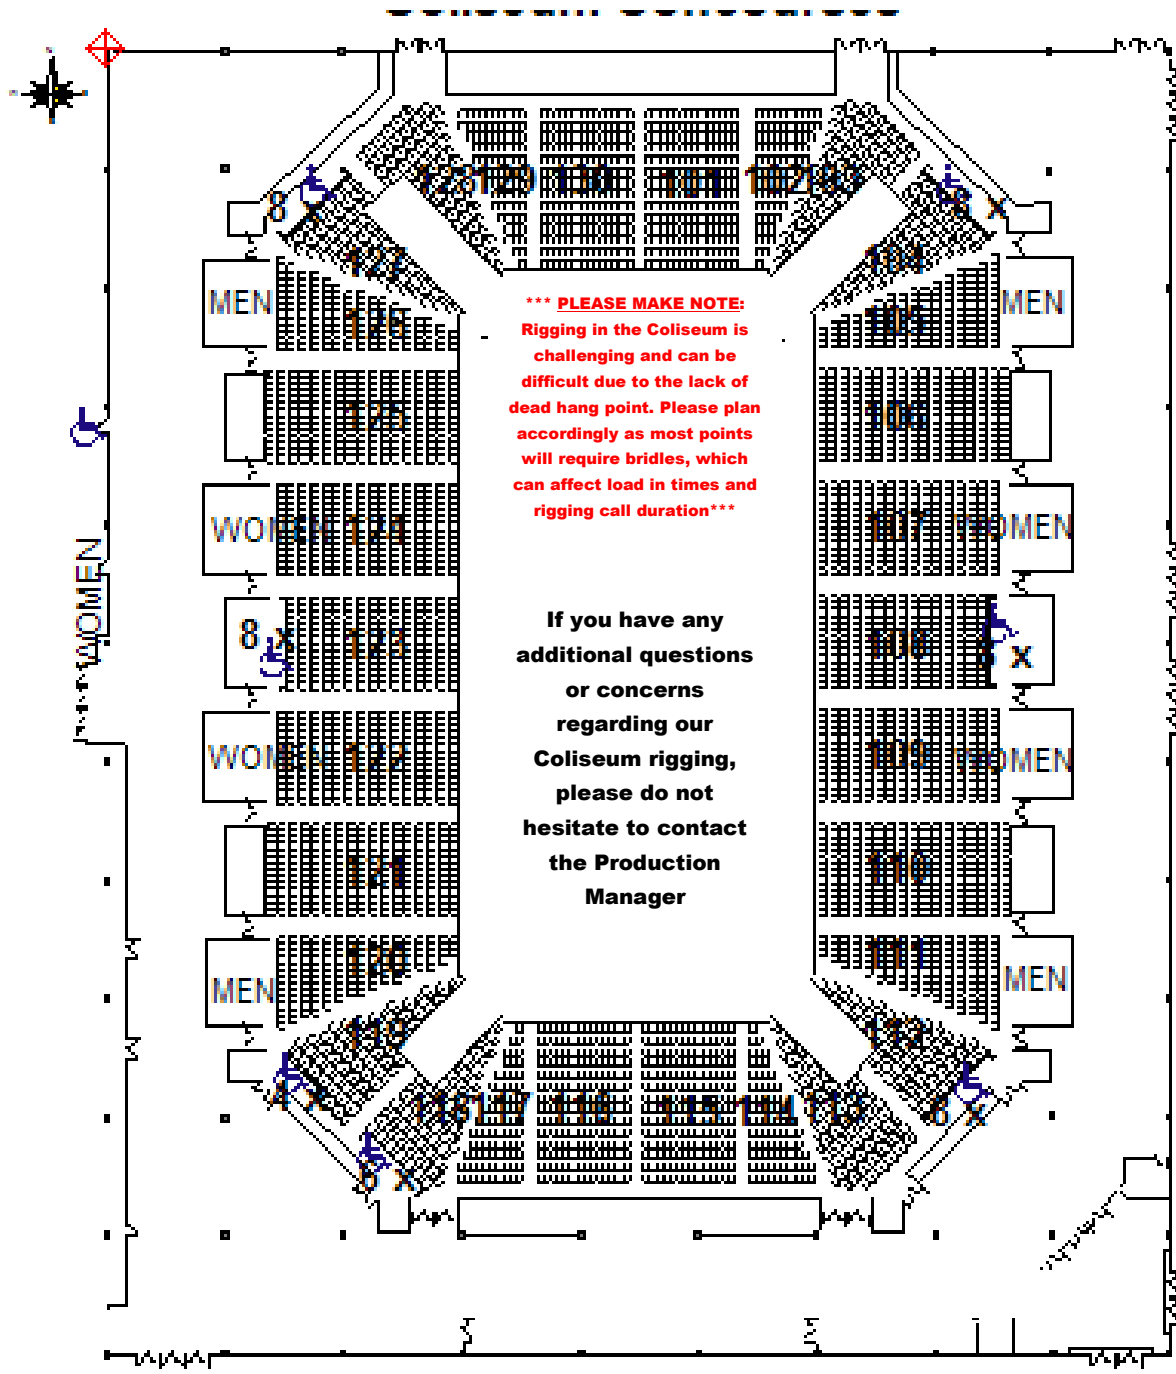 Coliseum Concourses
128 129 130 101 102 103
8 x
8 x
127
104
MEN
126
105
MEN
*** PLEASE MAKE NOTE:
Rigging in the Coliseum is
challenging and can be
difficult due to the lack of
dead hang point. Please plan
accordingly as most points
will require bridles, which
can affect load in times and
rigging call duration***
125
106
WOMEN 124
107 WOMEN
WOMEN
8 x 123
108
x
If you have any
additional questions
or concerns
regarding our
Coliseum rigging,
please do not
hesitate to contact
the Production
Manager
WOMEN 122
109 WOMEN
121
110
120
111
MEN
MEN
119
112
4 x
118 117 116 115 114 113
6 x
6 x